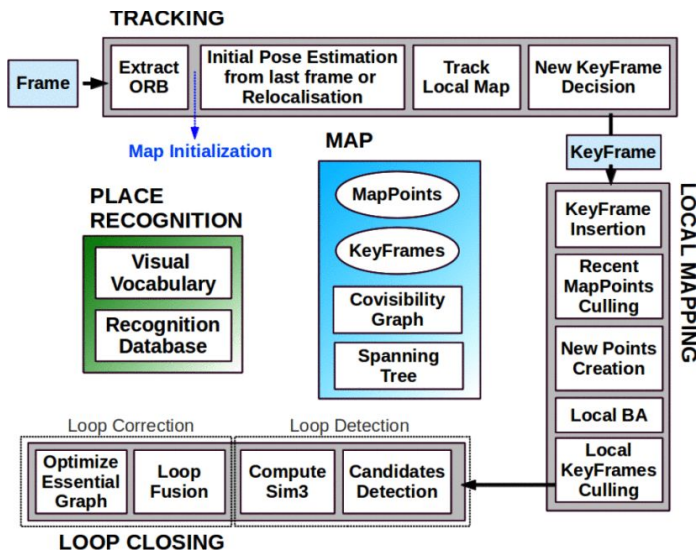 TRACKING
Frame
Extract
ORB
Initial Pose Estimation
from last frame or
Relocalisation
Track
Local Map
New KeyFrame
Decision
Map Initialization
KeyFrame
MAP
MapPoints
KeyFrames
Covisibility
Graph
Spanning
Tree
PLACE
RECOGNITION
Visual
Vocabulary
Recognition
Database
LOCAL MAPPING
KeyFrame
Insertion
Recent
MapPoints
Culling
New Points
Creation
Local BA
Local
KeyFrames
Culling
Loop Correction
Loop Detection
Optimize
Essential
Graph
Loop
Fusion
Compute
Sim3
Candidates
Detection
LOOP CLOSING